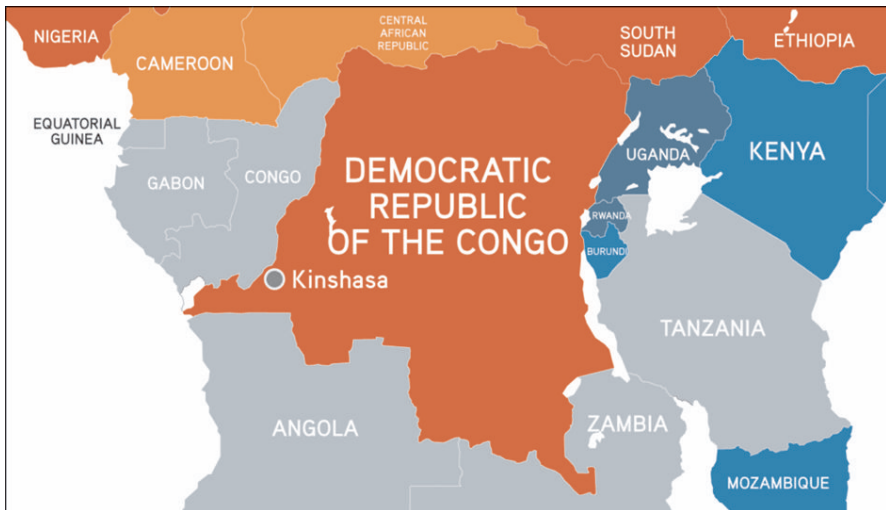 NIGERIA
CAMEROON
CENTRAL
AFRICAN
REPUBLIC
SOUTH
SUDAN
ETHIOPIA
EQUATORIAL
GUINEA
GABON
CONGO
DEMOCRATIC
REPUBLIC
OF THE CONGO
UGANDA
KENYA
RWANDA
BURUNDI
Kinshasa
TANZANIA
ANGOLA
ZAMBIA
MOZAMBIQUE